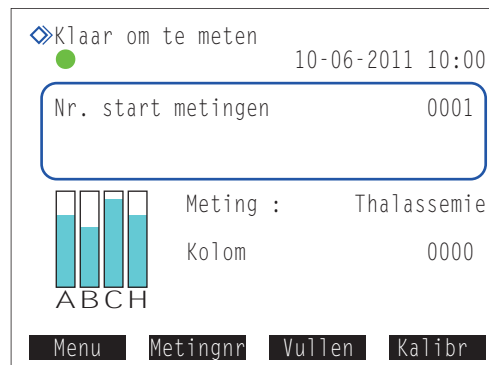 Klaar om te meten
10-06-2011 10:00
Nr. start metingen 0001
Meting : Thalassemie
Kolom 0000
ABCH
Menu Metingnr Vullen Kalibr